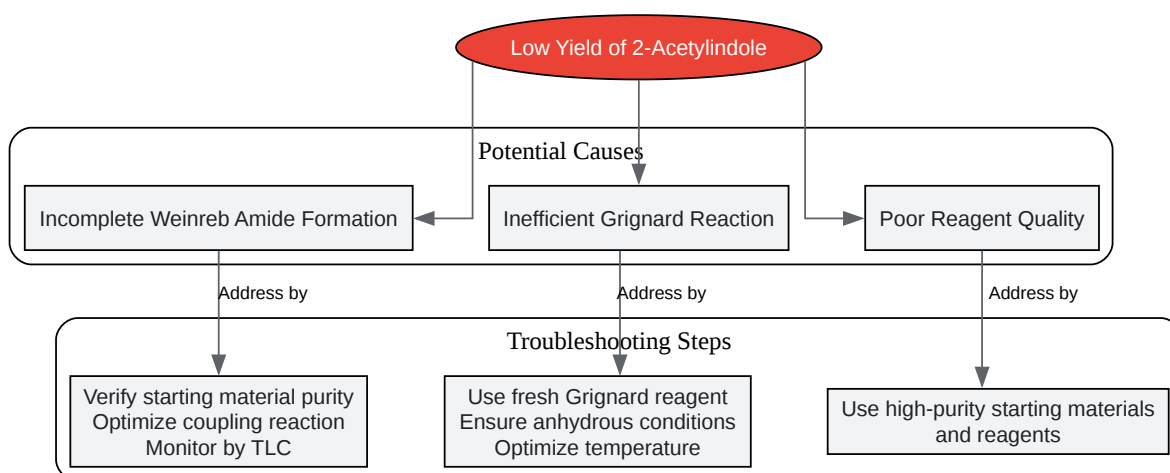 Low Yield of 2-Acetylindole
Potential Causes
Incomplete Weinreb Amide Formation
Inefficient Grignard Reaction
Poor Reagent Quality
Address by
Address by
Address by
Troubleshooting Steps
Verify starting material purity
Optimize coupling reaction
Monitor by TLC
Use fresh Grignard reagent
Ensure anhydrous conditions
Optimize temperature
Use high-purity starting materials
and reagents